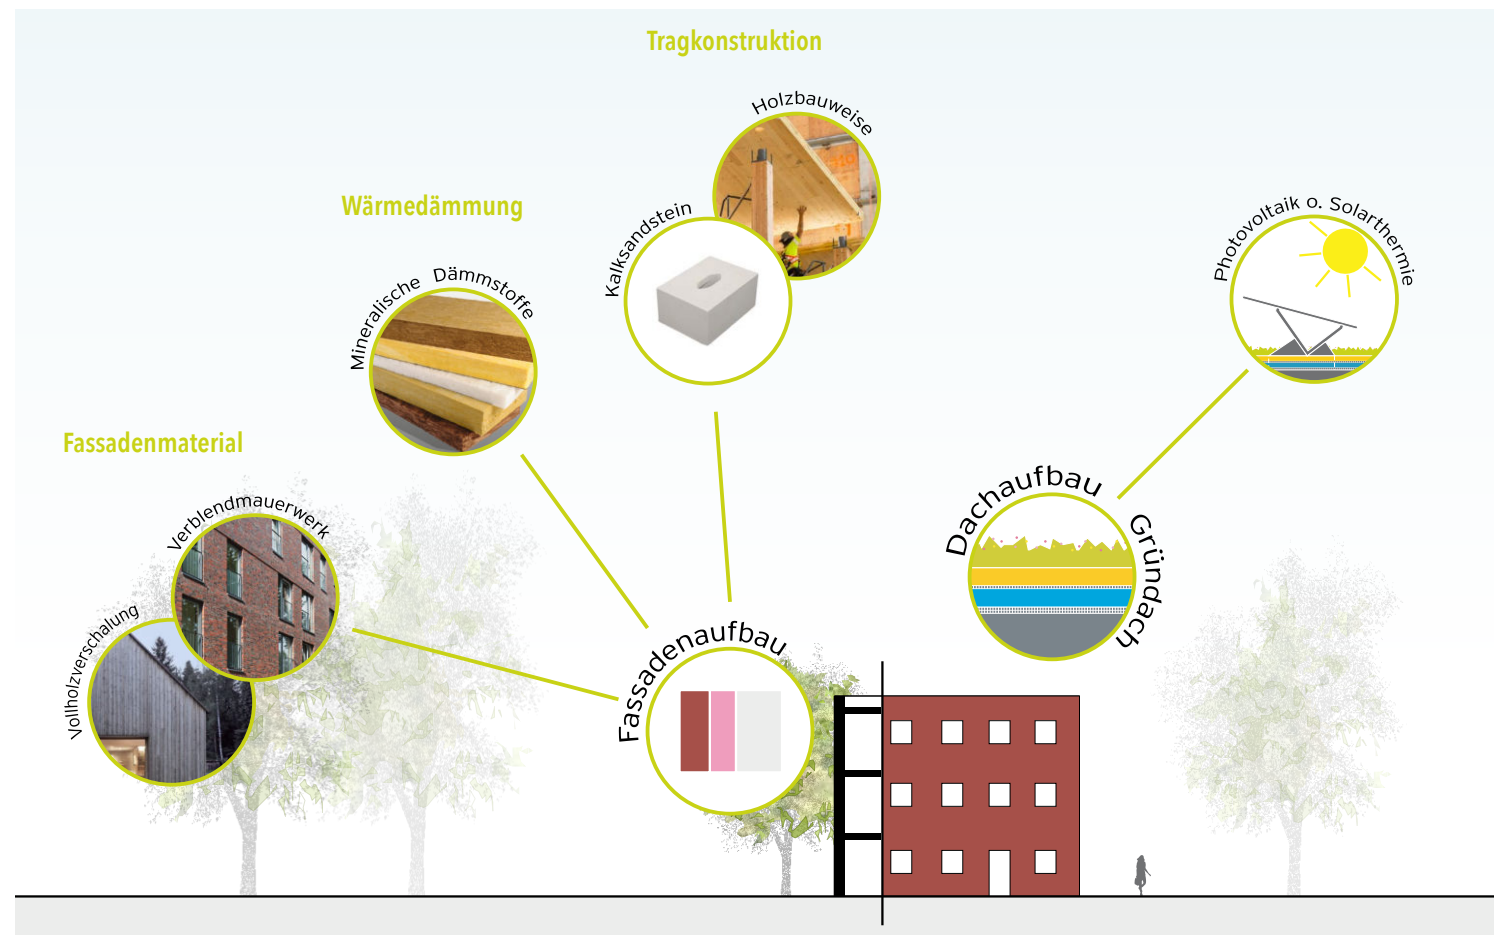 Tragkonstruktion
Holzbauweise
Wärmedämmung
Kalksandstein
Photovoltaik o. Solarthermie
Mineralische Dämmstoffe
Fassadenmaterial
Verblendmauerwerk
Dachaufbau Gründach
Vollholzverschalung
Fassadenaufbau